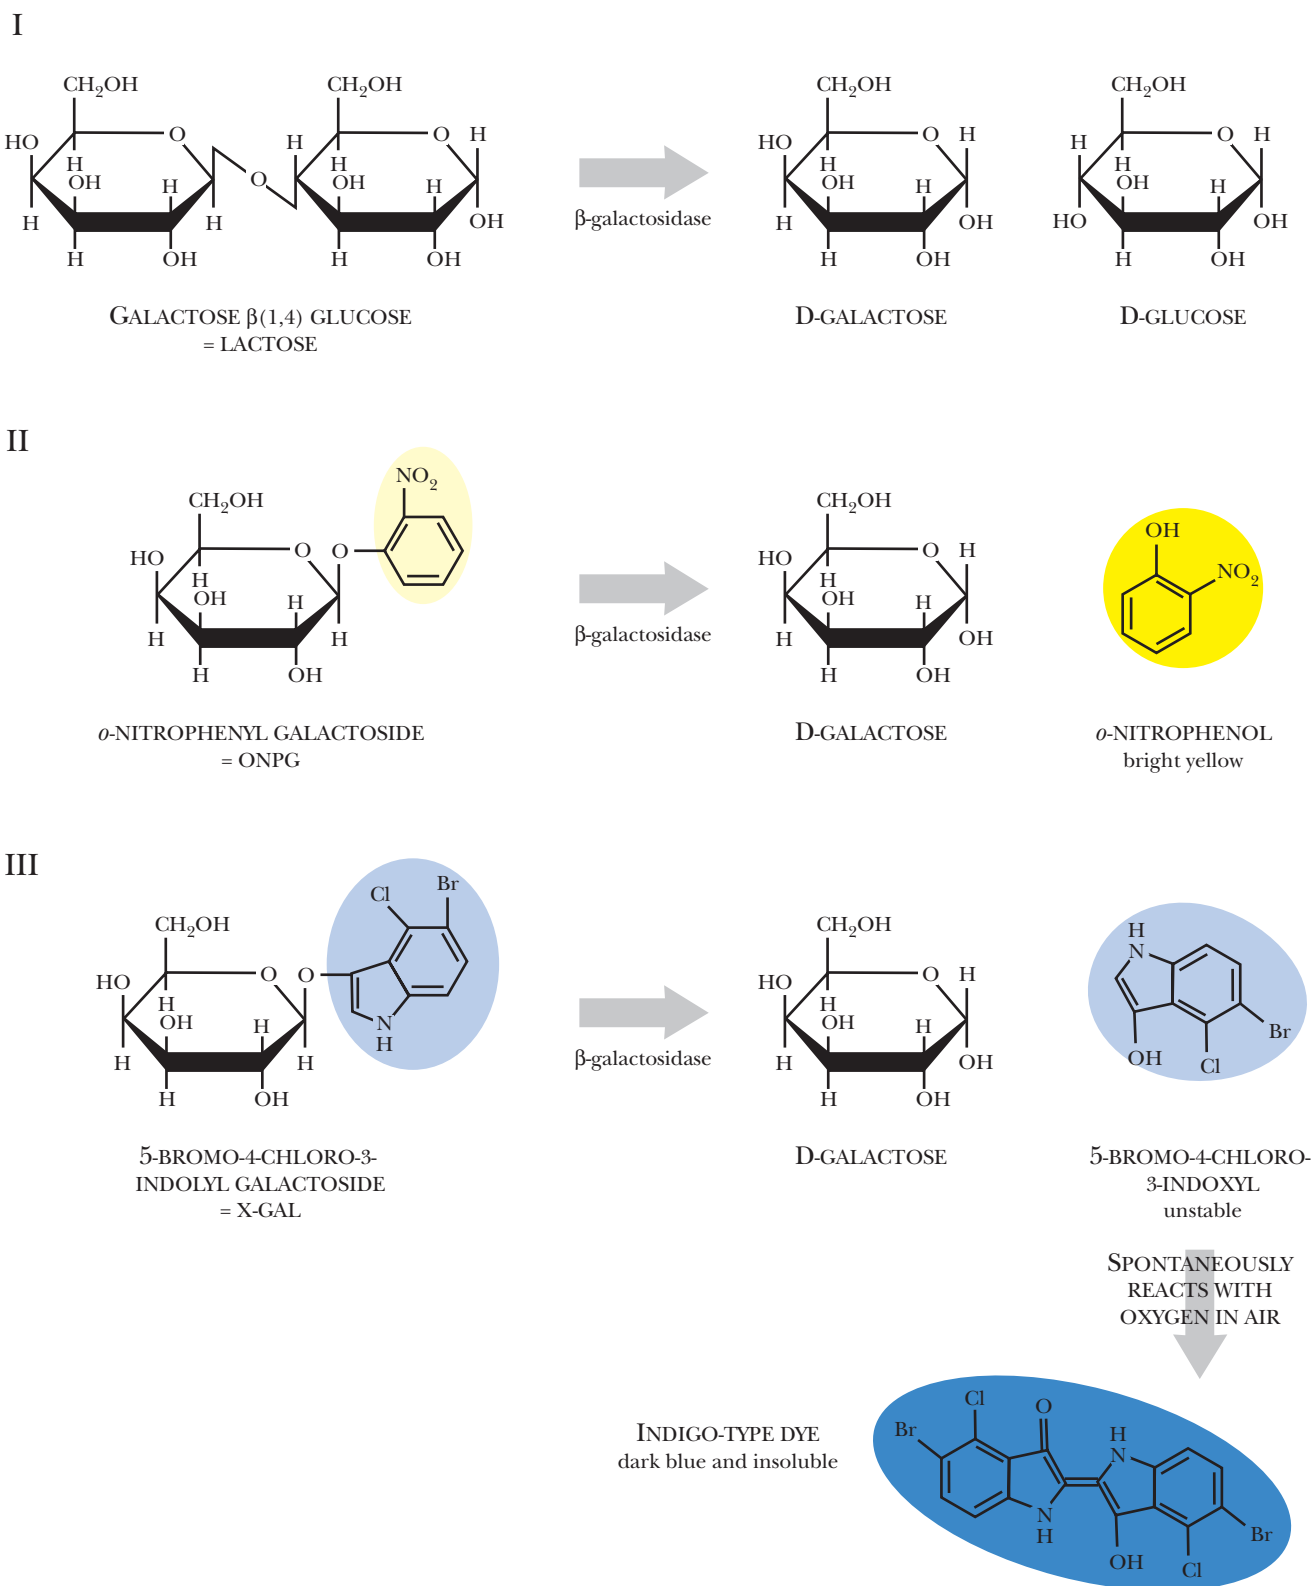 I
CH₂OH CH₂OH CH₂OH CH₂OH
HO O H O H HO O H H O H
H OH H O H OH H H OH H H OH H
H H OH H OH HO OH
H OH H OH H OH H OH
β-galactosidase
GALACTOSE β(1,4) GLUCOSE
= LACTOSE
D-GALACTOSE
D-GLUCOSE
II
NO₂
CH₂OH CH₂OH OH
HO O O HO O H NO₂
H OH H H OH H
H H H OH
H OH H OH
β-galactosidase
o-NITROPHENYL GALACTOSIDE
= ONPG
D-GALACTOSE
o-NITROPHENOL
bright yellow
III
Cl Br
CH₂OH CH₂OH H
N
HO O O HO O H
H OH H N H OH H Br
H H H H OH OH Cl
H OH H OH
β-galactosidase
5-BROMO-4-CHLORO-3-
INDOLYL GALACTOSIDE
= X-GAL
D-GALACTOSE
5-BROMO-4-CHLORO-
3-INDOXYL
unstable
SPONTANEOUSLY
REACTS WITH
OXYGEN IN AIR
INDIGO-TYPE DYE
dark blue and insoluble
Cl O H
Br N
N Br
H OH Cl